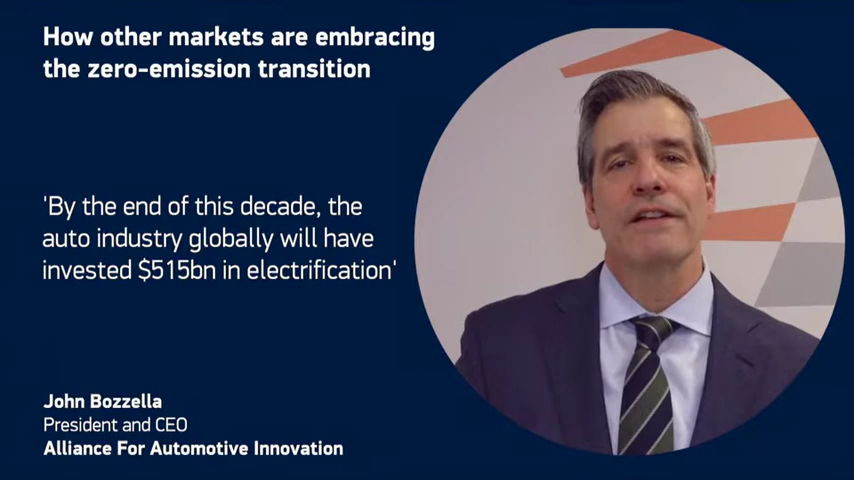 How other markets are embracing
the zero-emission transition
'By the end of this decade, the
auto industry globally will have
invested $515bn in electrification'
John Bozzella
President and CEO
Alliance For Automotive Innovation